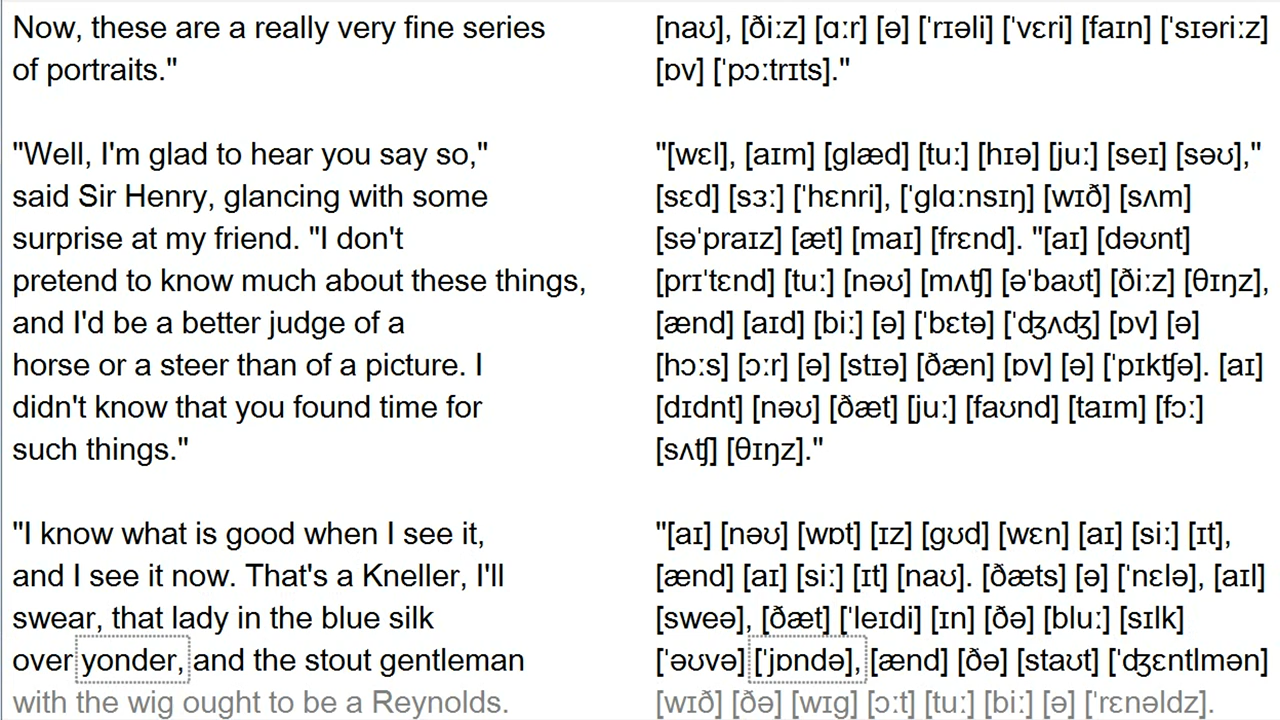 Now, these are a really very fine series
of portraits."
"Well, I'm glad to hear you say so,"
said Sir Henry, glancing with some
surprise at my friend. "I don't
pretend to know much about these things,
and I'd be a better judge of a
horse or a steer than of a picture. I
didn't know that you found time for
such things."
"I know what is good when I see it,
and I see it now. That's a Kneller, I'll
swear, that lady in the blue silk
over yonder, and the stout gentleman
with the wig ought to be a Reynolds.
[naʊ], [ðiːz] [ɑːr] [ə] [ˈrɪəli] [ˈvɛri] [faɪn] [ˈsɪəriːz]
[ɒv] [ˈpɔːtrɪts]."
"[wɛl], [aɪm] [glæd] [tuː] [hɪə] [juː] [seɪ] [səʊ],"
[sɛd] [sɜː] [ˈhɛnri], [ˈglɑːnsɪŋ] [wɪð] [sʌm]
[səˈpraɪz] [æt] [maɪ] [frɛnd]. "[aɪ] [dəʊnt]
[prɪˈtɛnd] [tuː] [nəʊ] [mʌʧ] [əˈbaʊt] [ðiːz] [θɪŋz],
[ænd] [aɪd] [biː] [ə] [ˈbɛtə] [ˈʤʌʤ] [ɒv] [ə]
[hɔːs] [ɔːr] [ə] [stɪə] [ðæn] [ɒv] [ə] [ˈpɪkʧə]. [aɪ]
[dɪdnt] [nəʊ] [ðæt] [juː] [faʊnd] [taɪm] [fɔː]
[sʌʧ] [θɪŋz]."
"[aɪ] [nəʊ] [wɒt] [ɪz] [gʊd] [wɛn] [aɪ] [siː] [ɪt],
[ænd] [aɪ] [siː] [ɪt] [naʊ]. [ðæts] [ə] [ˈnɛlə], [aɪl]
[sweə], [ðæt] [ˈleɪdi] [ɪn] [ðə] [bluː] [sɪlk]
[ˈəʊvə] [ˈjɒndə], [ænd] [ðə] [staʊt] [ˈʤɛntlmən]
[wɪð] [ðə] [wɪg] [ɔːt] [tuː] [biː] [ə] [ˈrɛnəldz].